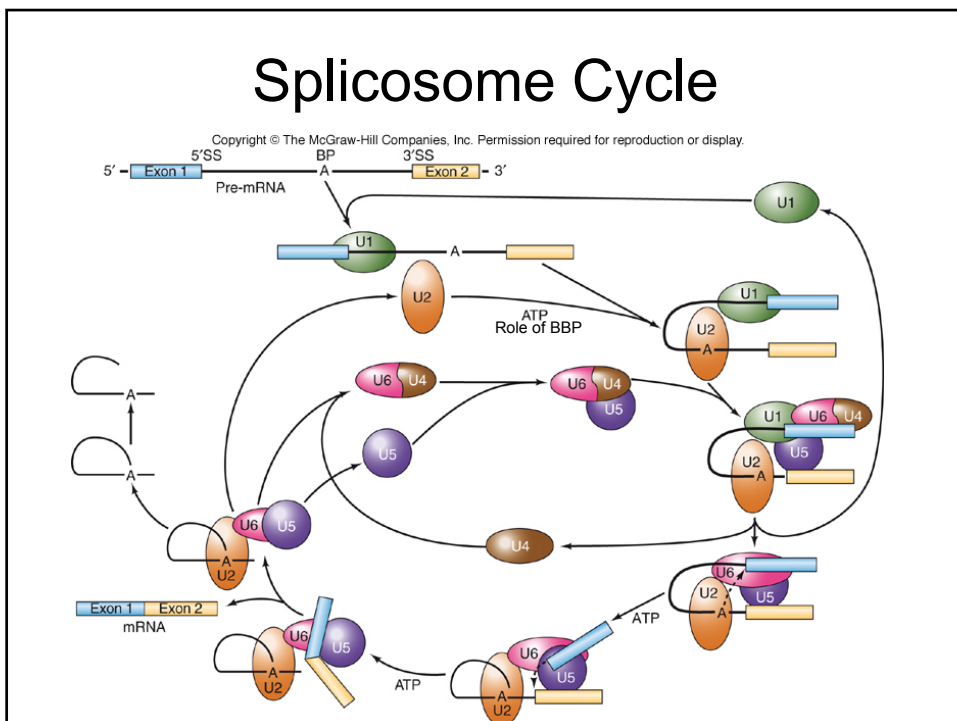 Splicosome Cycle
Copyright © The McGraw-Hill Companies, Inc. Permission required for reproduction or display.
5'SS BP 3'SS
5' Exon 1 A Exon 2 3'
Pre-mRNA
U1
U1
A
U2
ATP
Role of BBP
U1
U2
A
U6 U4
U6 U4
U5
U5
U1 U6 U4
U5
U2
A
A
A
U6 U5
A
U2
U4
U6
U2
U5
A
ATP
Exon 1 Exon 2
mRNA
U6
U5
A
U2
ATP
U6
U5
A
U2